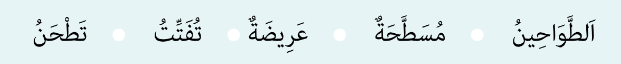 اَلطَّوَاحِينُ مُسَطَّحَةٌ عَرِيضَةٌ تُفَتِّتُ تَطْحَنُ